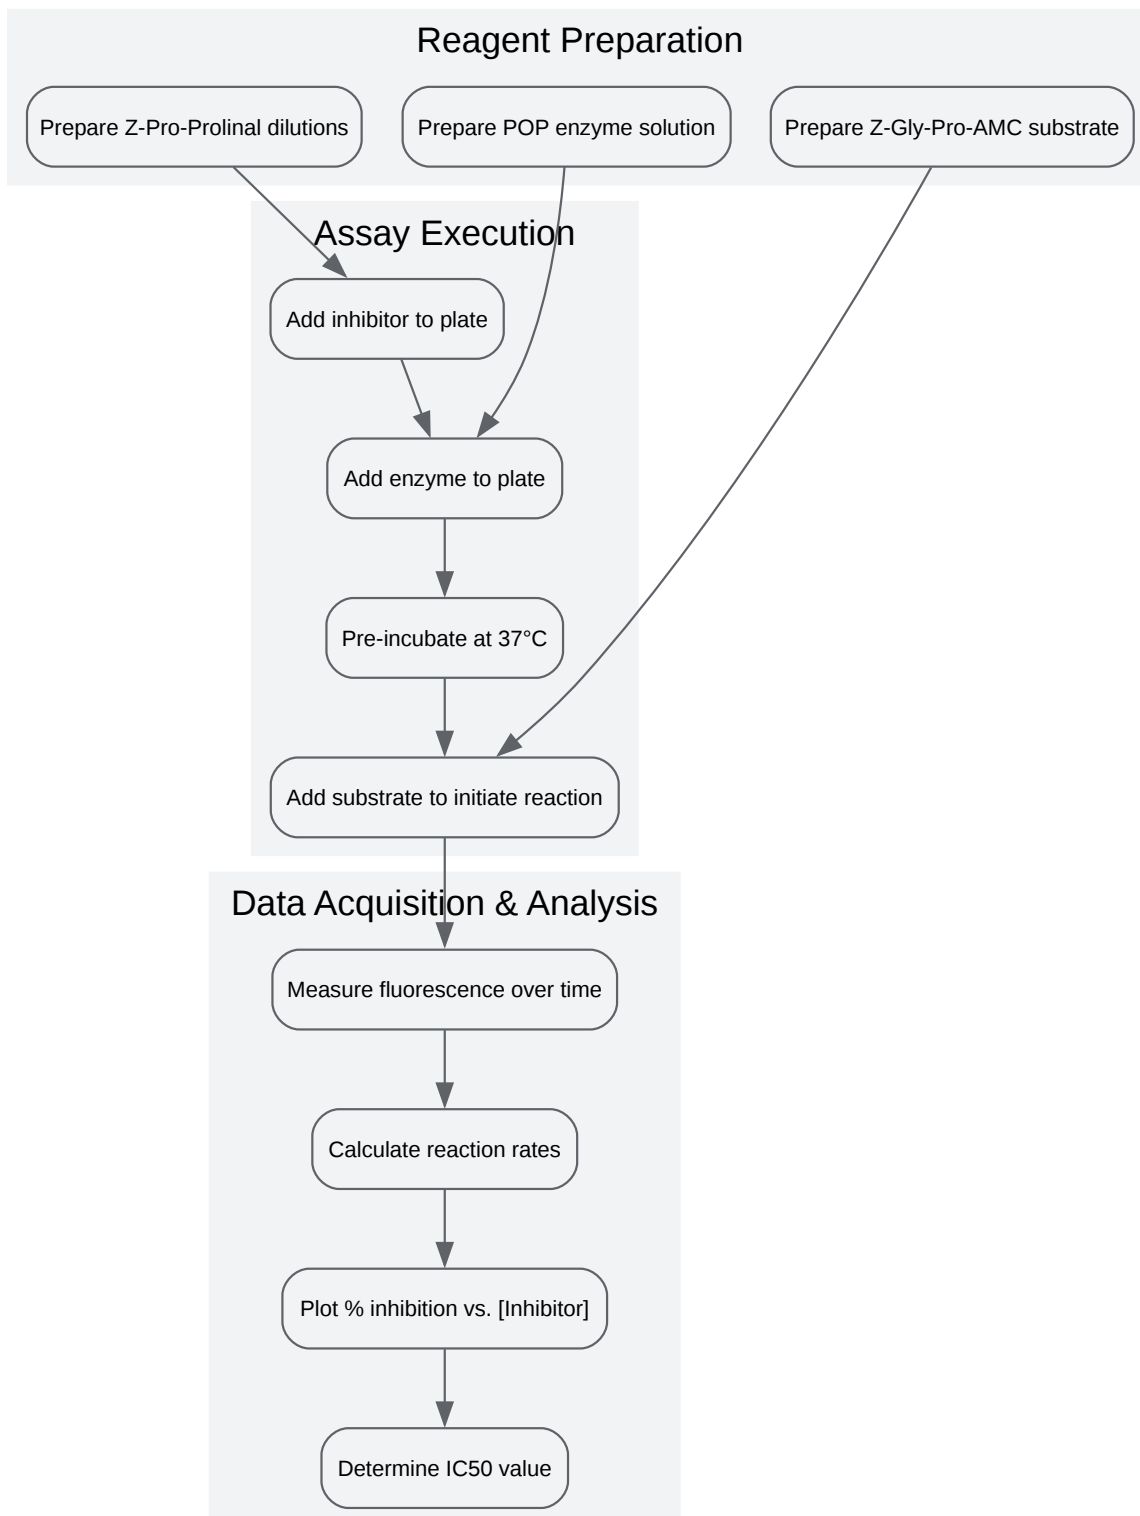 Reagent Preparation
Prepare Z-Pro-Prolinal dilutions
Prepare POP enzyme solution
Prepare Z-Gly-Pro-AMC substrate
Assay Execution
Add inhibitor to plate
Add enzyme to plate
Pre-incubate at 37°C
Add substrate to initiate reaction
Data Acquisition & Analysis
Measure fluorescence over time
Calculate reaction rates
Plot % inhibition vs. [Inhibitor]
Determine IC50 value